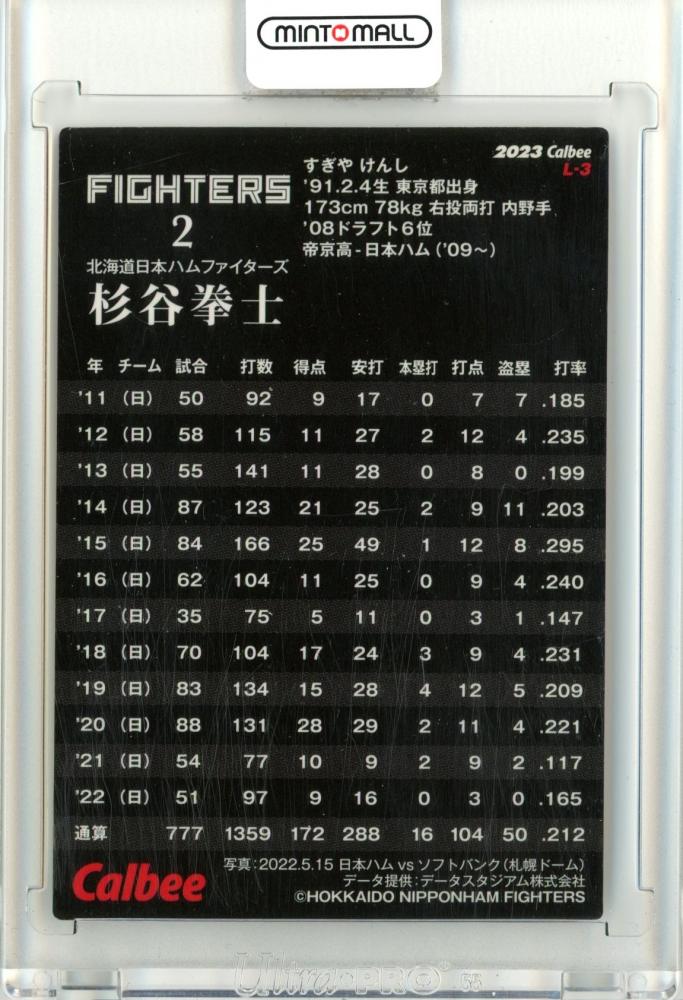 MINTMALL
2023 Calbee
L-3
FIGHTERS
2
北海道日本ハムファイターズ
杉谷拳士
すぎや けんし
'91.2.4生 東京都出身
173cm 78kg 右投両打 内野手
'08ドラフト6位
帝京高-日本ハム('09～)
年 チーム 試合 打数 得点 安打 本塁打 打点 盗塁 打率
'11 (日) 50 92 9 17 0 7 7 .185
'12 (日) 58 115 11 27 2 12 4 .235
'13 (日) 55 141 11 28 0 8 0 .199
'14 (日) 87 123 21 25 2 9 11 .203
'15 (日) 84 166 25 49 1 12 8 .295
'16 (日) 62 104 11 25 0 9 4 .240
'17 (日) 35 75 5 11 0 3 1 .147
'18 (日) 70 104 17 24 3 9 4 .231
'19 (日) 83 134 15 28 4 12 5 .209
'20 (日) 88 131 28 29 2 11 4 .221
'21 (日) 54 77 10 9 2 9 2 .117
'22 (日) 51 97 9 16 0 3 0 .165
通算 777 1359 172 288 16 104 50 .212
Calbee
写真:2022.5.15 日本ハム vs ソフトバンク(札幌ドーム)
データ提供:データスタジアム株式会社
©HOKKAIDO NIPPONHAM FIGHTERS
Ultra-PRO® 55